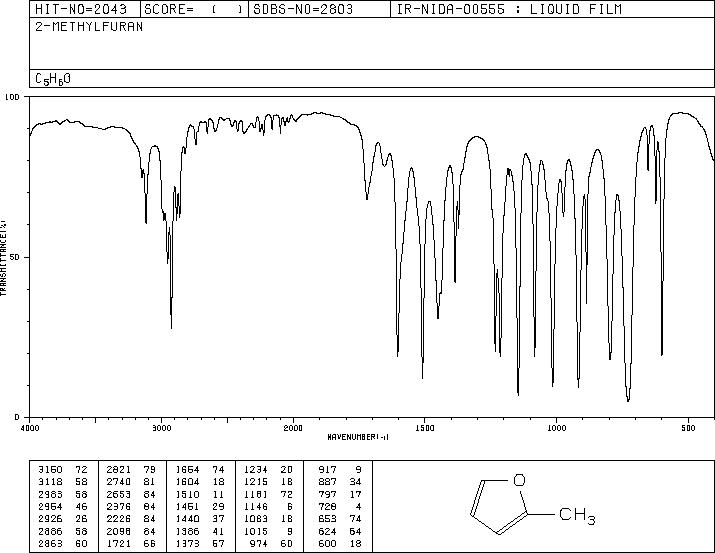 HIT-NO=2043 SCORE= ( ) SDBS-NO=2803 IR-NIDA-00555 : LIQUID FILM
2-METHYLFURAN
C5H6O
100
50
0
TRANSMITTANCE(%)
4000 3000 2000 1500 1000 500
WAVENUMBER(-1)
3160 72 2821 79 1664 74 1234 20 917 9
3118 58 2740 81 1604 18 1215 18 887 34
2983 58 2653 84 1510 11 1181 72 797 17
2954 46 2376 84 1451 29 1146 6 728 4
2926 26 2226 84 1440 37 1083 18 653 74
2886 58 2098 84 1386 41 1015 9 624 64
2863 60 1721 66 1373 57 974 60 600 18
O
CH3